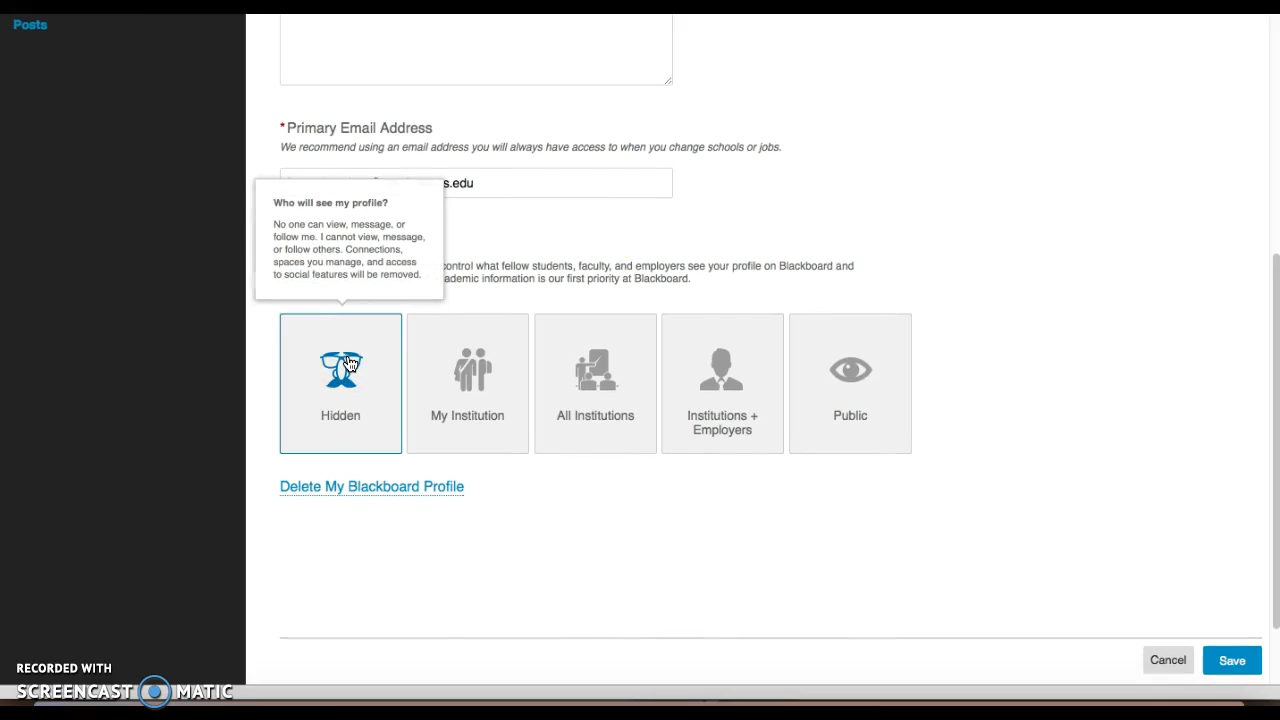 Posts
* Primary Email Address
We recommend using an email address you will always have access to when you change schools or jobs.
s.edu
Who will see my profile?
No one can view, message, or
follow me. I cannot view, message,
or follow others. Connections,
spaces you manage, and access
to social features will be removed.
control what fellow students, faculty, and employers see your profile on Blackboard and
ademic information is our first priority at Blackboard.
Hidden
My Institution
All Institutions
Institutions +
Employers
Public
Delete My Blackboard Profile
Cancel
Save
RECORDED WITH
SCREENCAST MATIC